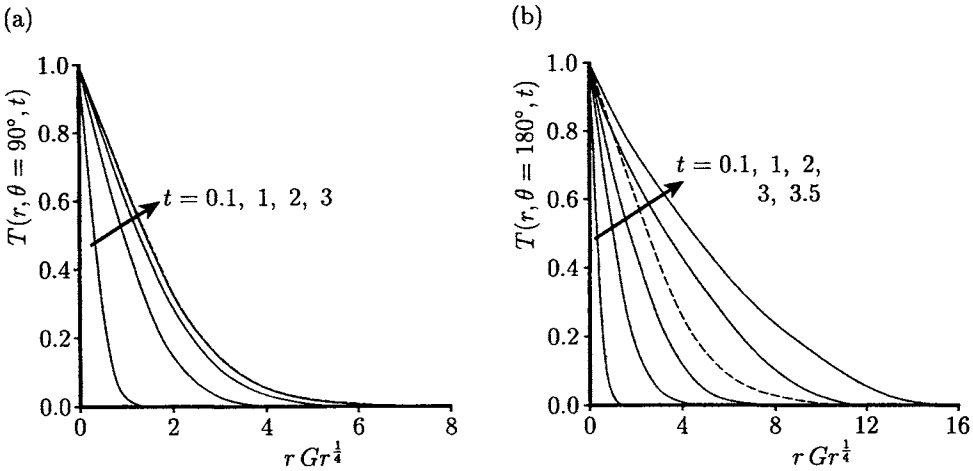 (a)
T(r, θ = 90°, t)
1.0
0.8
0.6
0.4
0.2
0.0
t = 0.1, 1, 2, 3
0 2 4 6 8
r Gr^{1/4}
(b)
T(r, θ = 180°, t)
1.0
0.8
0.6
0.4
0.2
0.0
t = 0.1, 1, 2,
3, 3.5
0 4 8 12 16
r Gr^{1/4}